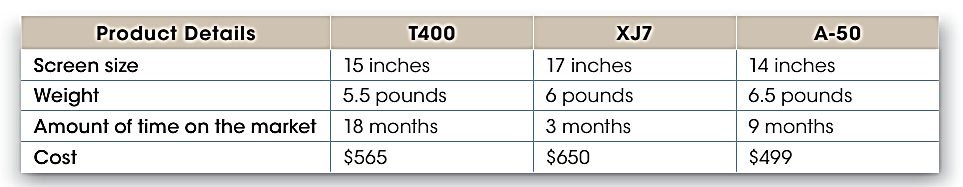 Product Details T400 XJ7 A-50
Screen size 15 inches 17 inches 14 inches
Weight 5.5 pounds 6 pounds 6.5 pounds
Amount of time on the market 18 months 3 months 9 months
Cost $565 $650 $499